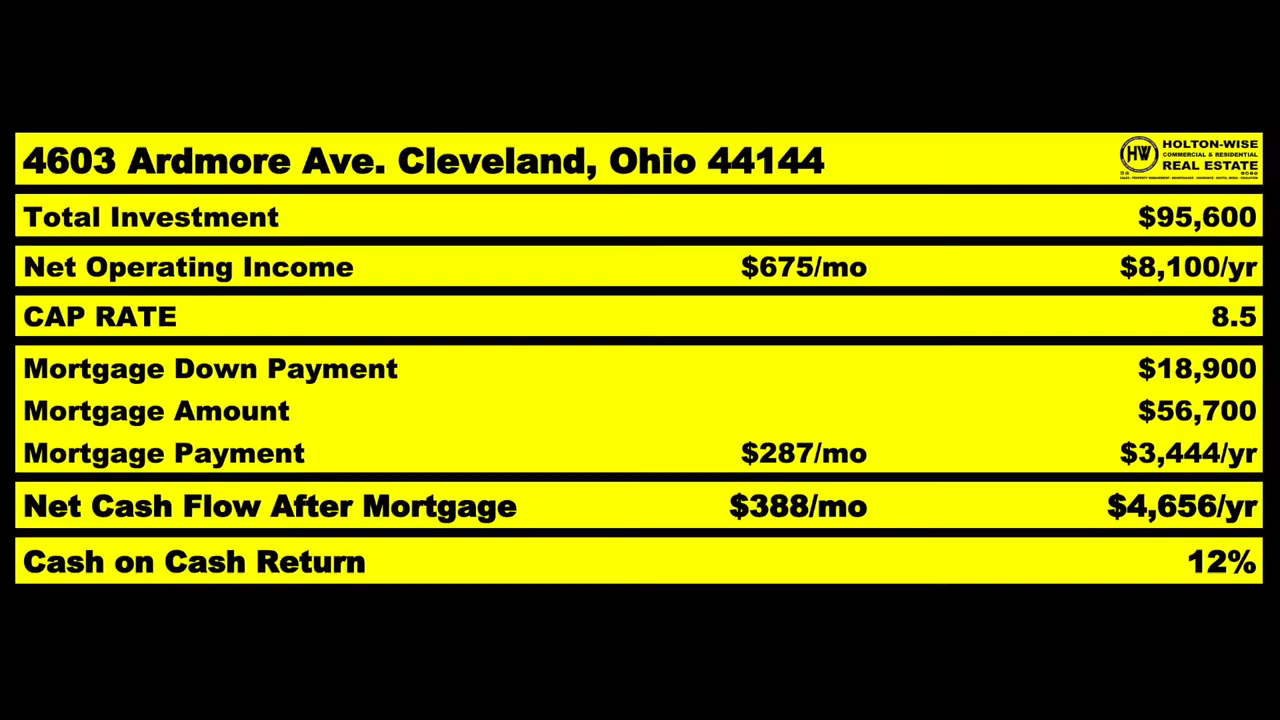 4603 Ardmore Ave. Cleveland, Ohio 44144
HW
HOLTON-WISE
COMMERCIAL & RESIDENTIAL
REAL ESTATE
Total Investment $95,600
Net Operating Income $675/mo $8,100/yr
CAP RATE 8.5
Mortgage Down Payment $18,900
Mortgage Amount $56,700
Mortgage Payment $287/mo $3,444/yr
Net Cash Flow After Mortgage $388/mo $4,656/yr
Cash on Cash Return 12%